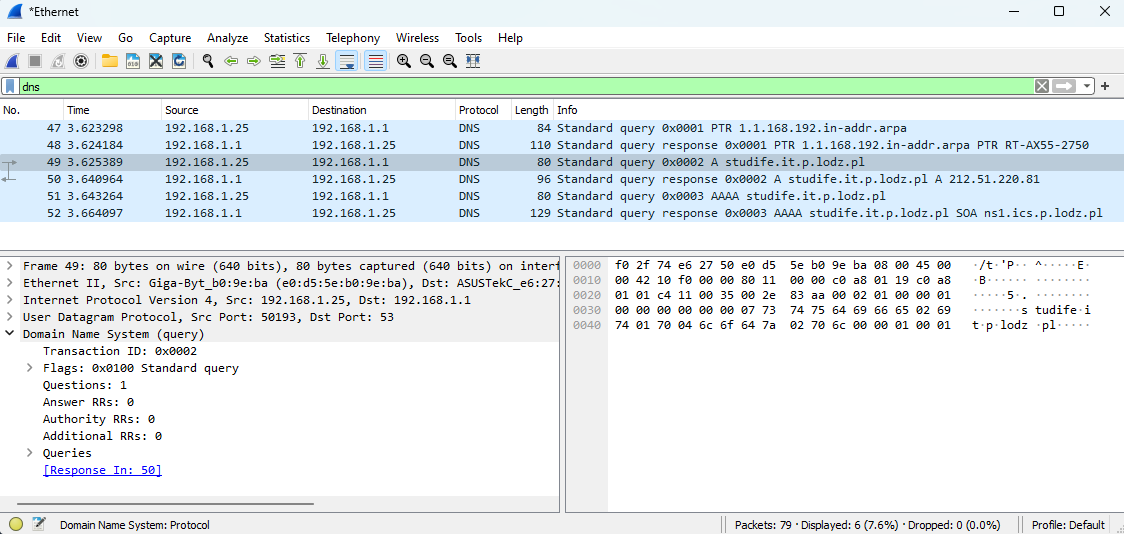 *Ethernet
File Edit View Go Capture Analyze Statistics Telephony Wireless Tools Help
dns
No. Time Source Destination Protocol Length Info
47 3.623298 192.168.1.25 192.168.1.1 DNS 84 Standard query 0x0001 PTR 1.1.168.192.in-addr.arpa
48 3.624184 192.168.1.1 192.168.1.25 DNS 110 Standard query response 0x0001 PTR 1.1.168.192.in-addr.arpa PTR RT-AX55-2750
49 3.625389 192.168.1.25 192.168.1.1 DNS 80 Standard query 0x0002 A studife.it.p.lodz.pl
50 3.640964 192.168.1.1 192.168.1.25 DNS 96 Standard query response 0x0002 A studife.it.p.lodz.pl A 212.51.220.81
51 3.643264 192.168.1.25 192.168.1.1 DNS 80 Standard query 0x0003 AAAA studife.it.p.lodz.pl
52 3.664097 192.168.1.1 192.168.1.25 DNS 129 Standard query response 0x0003 AAAA studife.it.p.lodz.pl SOA ns1.ics.p.lodz.pl
Frame 49: 80 bytes on wire (640 bits), 80 bytes captured (640 bits) on interf
Ethernet II, Src: Giga-Byt_b0:9e:ba (e0:d5:5e:b0:9e:ba), Dst: ASUSTekC_e6:27:
Internet Protocol Version 4, Src: 192.168.1.25, Dst: 192.168.1.1
User Datagram Protocol, Src Port: 50193, Dst Port: 53
Domain Name System (query)
Transaction ID: 0x0002
Flags: 0x0100 Standard query
Questions: 1
Answer RRs: 0
Authority RRs: 0
Additional RRs: 0
Queries
[Response In: 50]
0000 f0 2f 74 e6 27 50 e0 d5 5e b0 9e ba 08 00 45 00 ·/t·'P·· ^·····E·
0010 00 42 10 f0 00 00 80 11 00 00 c0 a8 01 19 c0 a8 ·B······ ········
0020 01 01 c4 11 00 35 00 2e 83 aa 00 02 01 00 00 01 ·····5·. ········
0030 00 00 00 00 00 00 07 73 74 75 64 69 66 65 02 69 ·······s tudife·i
0040 74 01 70 04 6c 6f 64 7a 02 70 6c 00 00 01 00 01 t·p·lodz ·pl·····
Domain Name System: Protocol
Packets: 79 · Displayed: 6 (7.6%) · Dropped: 0 (0.0%)
Profile: Default